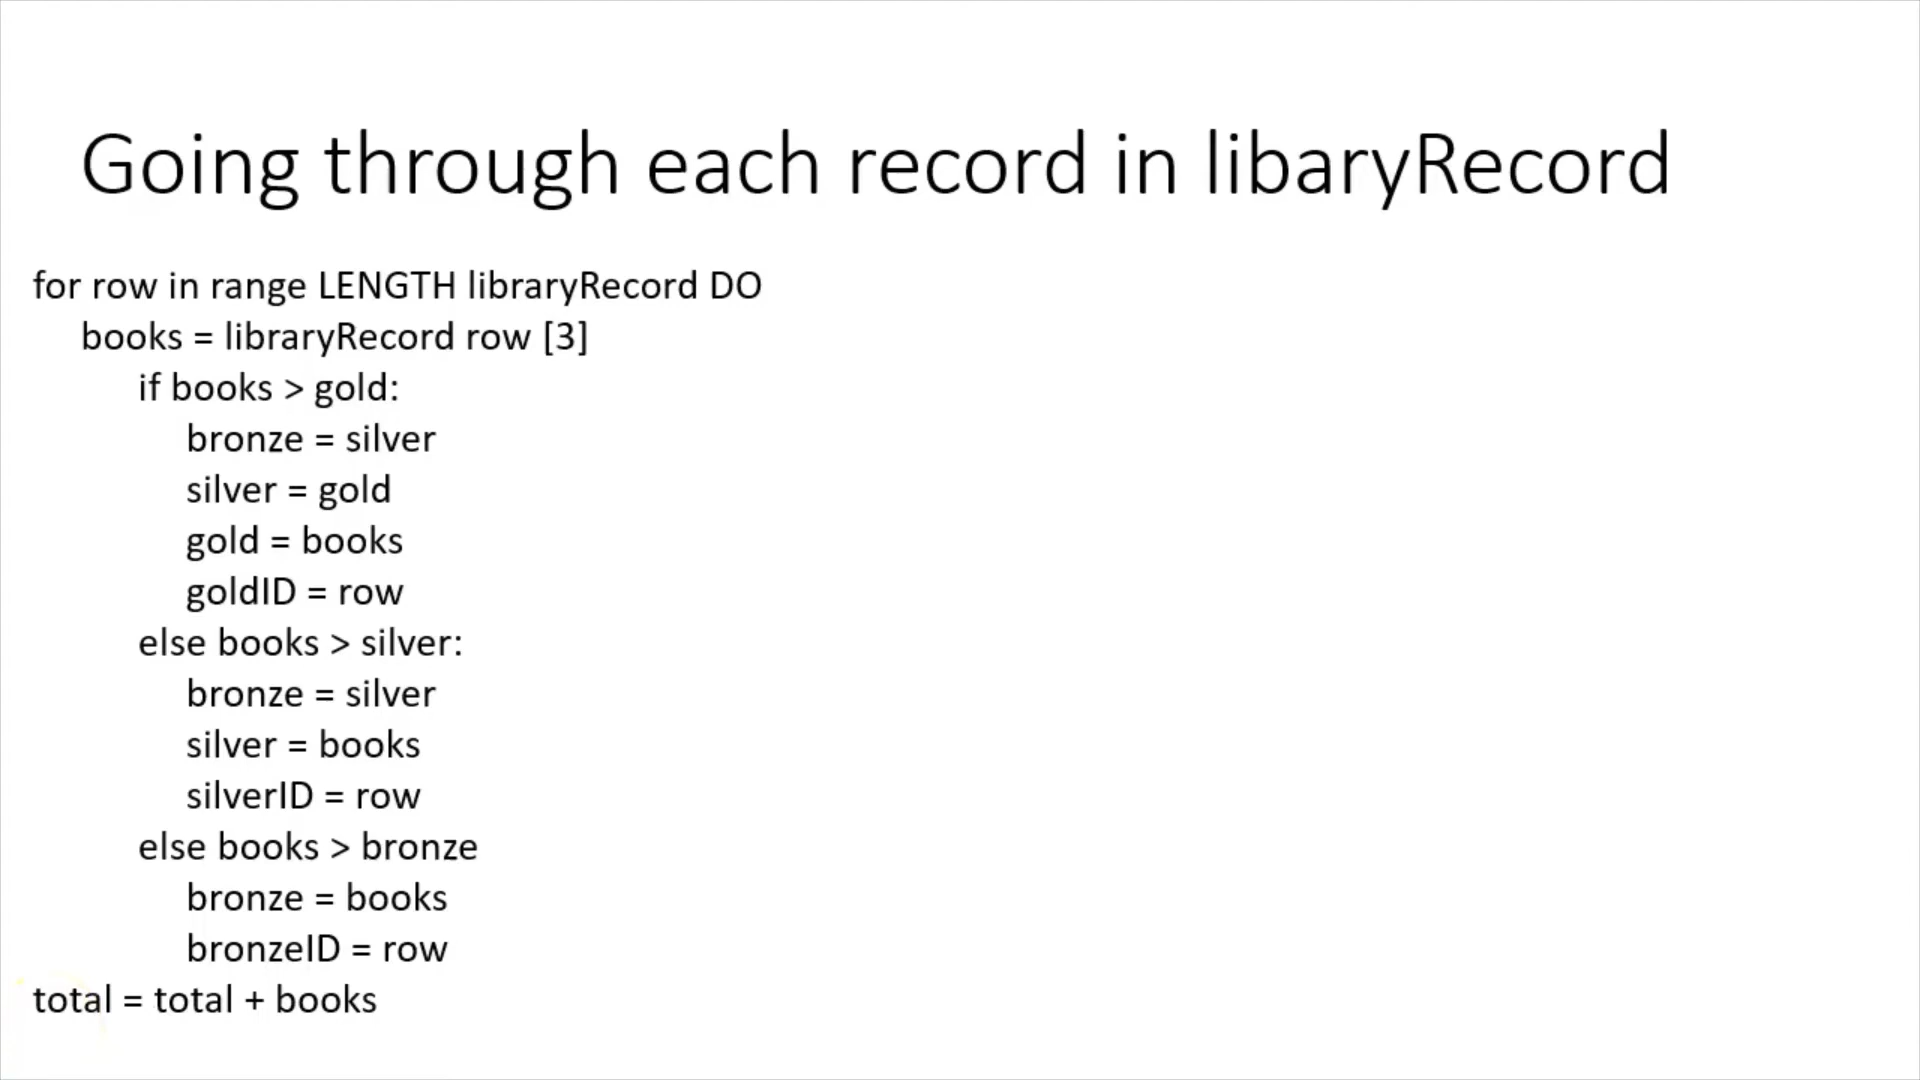 Going through each record in libaryRecord
for row in range LENGTH libraryRecord DO
books = libraryRecord row [3]
if books > gold:
bronze = silver
silver = gold
gold = books
goldID = row
else books > silver:
bronze = silver
silver = books
silverID = row
else books > bronze
bronze = books
bronzeID = row
total = total + books